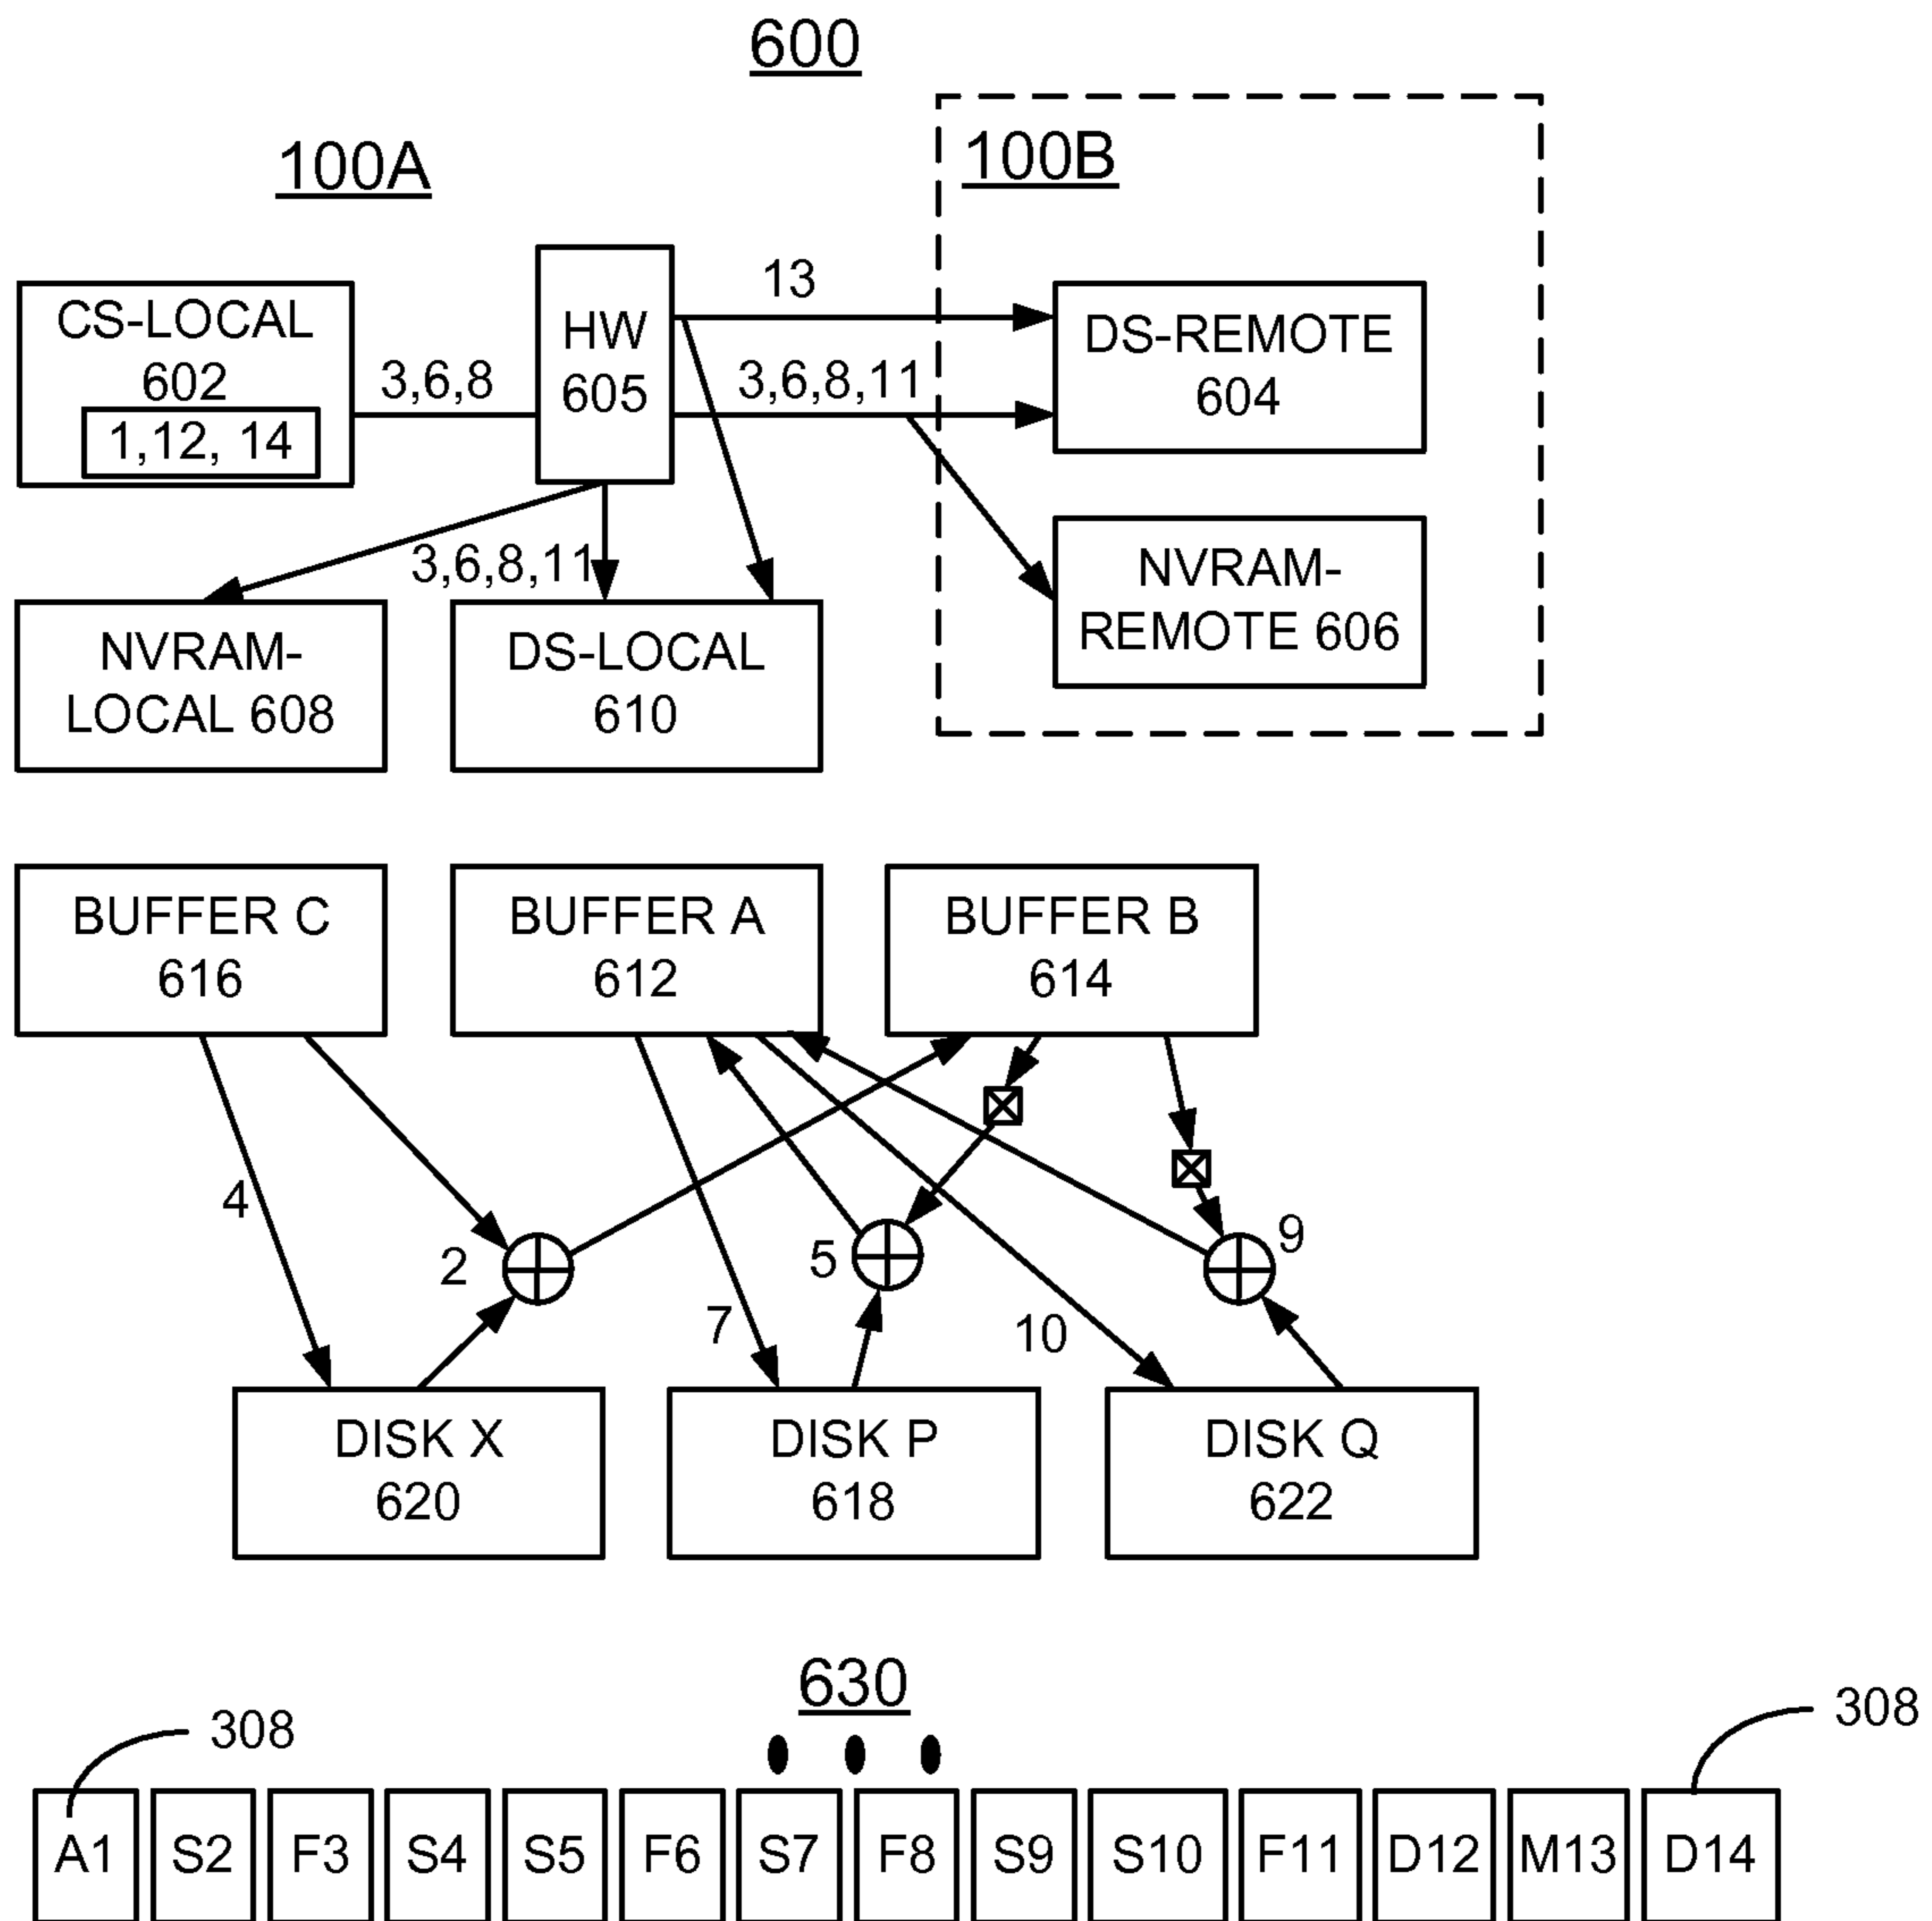 600
100A
100B
CS-LOCAL
602
1,12, 14
3,6,8
HW
605
13
3,6,8,11
DS-REMOTE
604
3,6,8,11
NVRAM-
LOCAL 608
DS-LOCAL
610
NVRAM-
REMOTE 606
BUFFER C
616
BUFFER A
612
BUFFER B
614
4
2
5
9
7
10
DISK X
620
DISK P
618
DISK Q
622
630
308
308
A1 S2 F3 S4 S5 F6 S7 F8 S9 S10 F11 D12 M13 D14